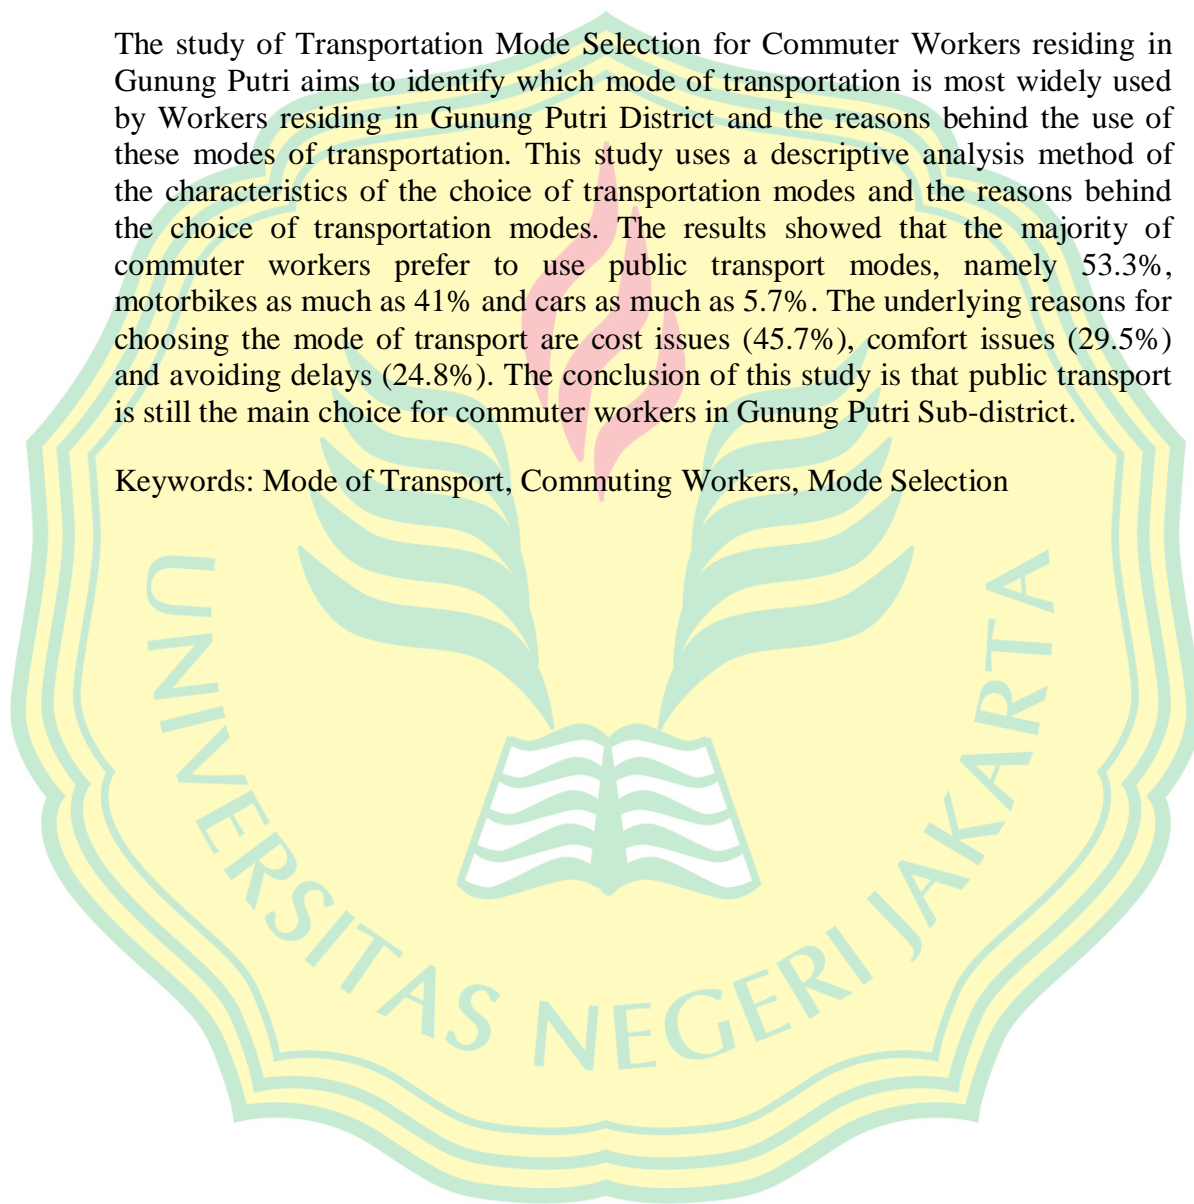 The study of Transportation Mode Selection for Commuter Workers residing in
Gunung Putri aims to identify which mode of transportation is most widely used
by Workers residing in Gunung Putri District and the reasons behind the use of
these modes of transportation. This study uses a descriptive analysis method of
the characteristics of the choice of transportation modes and the reasons behind
the choice of transportation modes. The results showed that the majority of
commuter workers prefer to use public transport modes, namely 53.3%,
motorbikes as much as 41% and cars as much as 5.7%. The underlying reasons for
choosing the mode of transport are cost issues (45.7%), comfort issues (29.5%)
and avoiding delays (24.8%). The conclusion of this study is that public transport
is still the main choice for commuter workers in Gunung Putri Sub-district.
Keywords: Mode of Transport, Commuting Workers, Mode Selection
UNIVERSITAS NEGERI JAKARTA